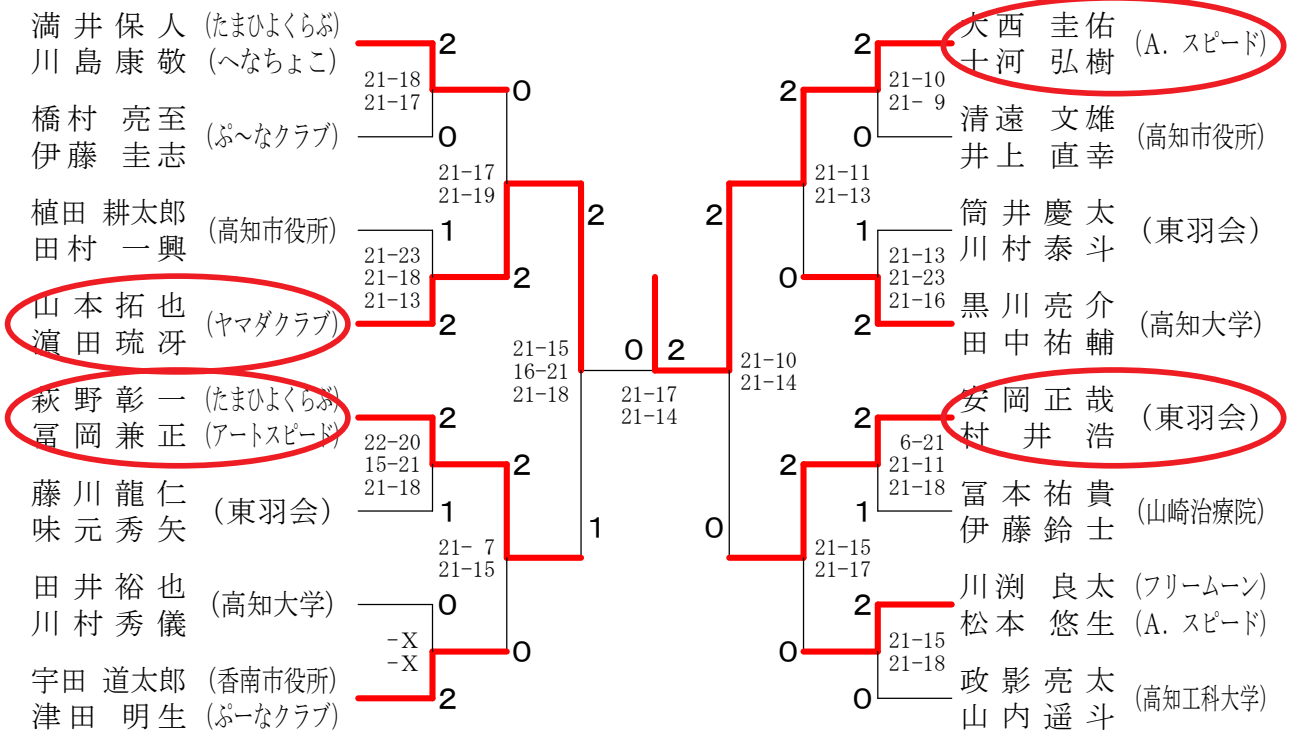 満井保人 (たまひよくらぶ)
川島康敬 (へなちょこ)
2
21-18
21-17
0
橋村 亮至
伊藤 圭志
(ぷ～なクラブ)
0
21-17
21-19
植田 耕太郎
田村 一興
(高知市役所)
1
21-23
21-18
21-13
2
2
山本拓也
濵田琉冴
(ヤマダクラブ)
2
21-15
16-21
21-18
萩野彰一 (たまひよくらぶ)
冨岡兼正 (アートスピード)
2
22-20
15-21
21-18
2
藤川龍仁
味元秀矢
(東羽会)
1
1
21- 7
21-15
田井裕也
川村秀儀
(高知大学)
0
-X
-X
0
宇田 道太郎 (香南市役所)
津田 明生 (ぷーなクラブ)
2
0 2
21-17
21-14
大西 圭佑
十河 弘樹
(A. スピード)
2
21-10
21- 9
2
清遠 文雄
井上 直幸
(高知市役所)
0
21-11
21-13
筒井慶太
川村泰斗
(東羽会)
1
21-13
21-23
21-16
2
0
黒川亮介
田中祐輔
(高知大学)
2
21-10
21-14
安岡正哉
村井 浩
(東羽会)
2
6-21
21-11
21-18
2
冨本祐貴
伊藤鈴士
(山崎治療院)
1
0
21-15
21-17
川渕 良太 (フリームーン)
松本 悠生 (A. スピード)
2
21-15
21-18
0
政影亮太
山内遥斗
(高知工科大学)
0